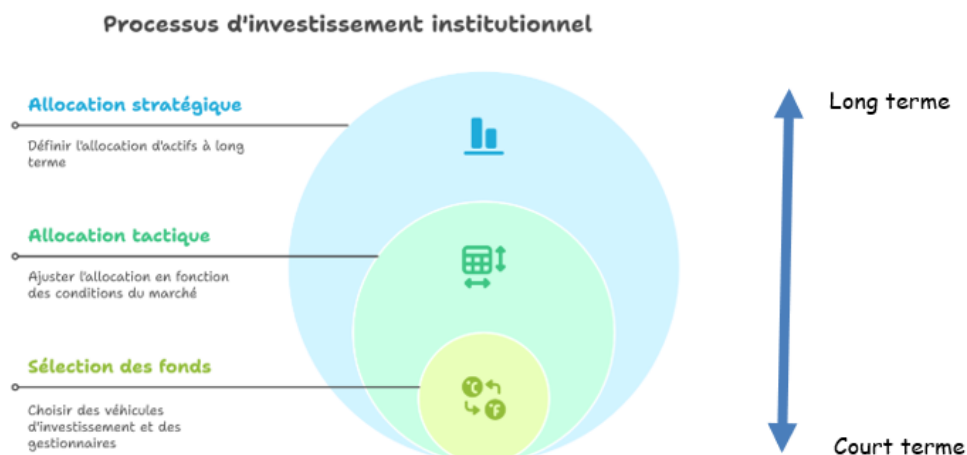 Processus d'investissement institutionnel
Allocation stratégique
Définir l'allocation d'actifs à long
terme
Allocation tactique
Ajuster l'allocation en fonction
des conditions du marché
Sélection des fonds
Choisir des véhicules
d'investissement et des
gestionnaires
°C
°F
Long terme
Court terme